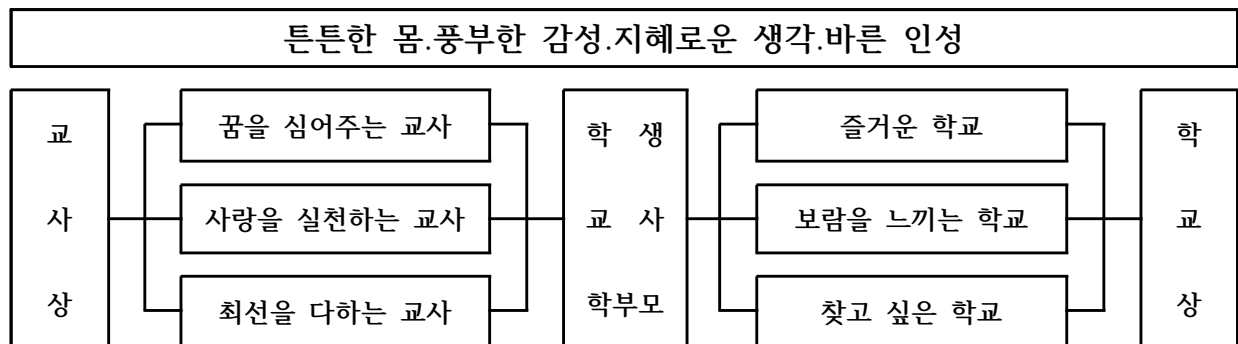 튼튼한 몸.풍부한 감성.지혜로운 생각.바른 인성
교
사
상
꿈을 심어주는 교사
사랑을 실천하는 교사
최선을 다하는 교사
학 생
교 사
학부모
즐거운 학교
보람을 느끼는 학교
찾고 싶은 학교
학
교
상